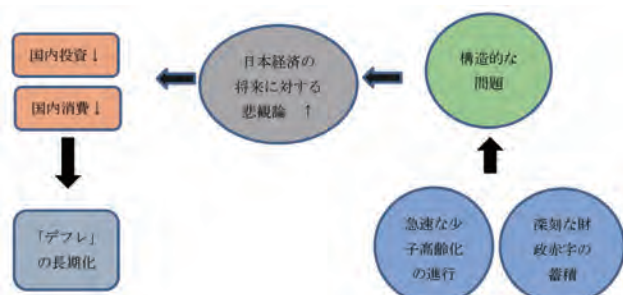 国内投資↓
国内消費↓
「デフレ」
の長期化
日本経済の
将来に対する
悲観論 ↑
構造的な
問題
急速な少
子高齢化
の進行
深刻な財
政赤字の
蓄積